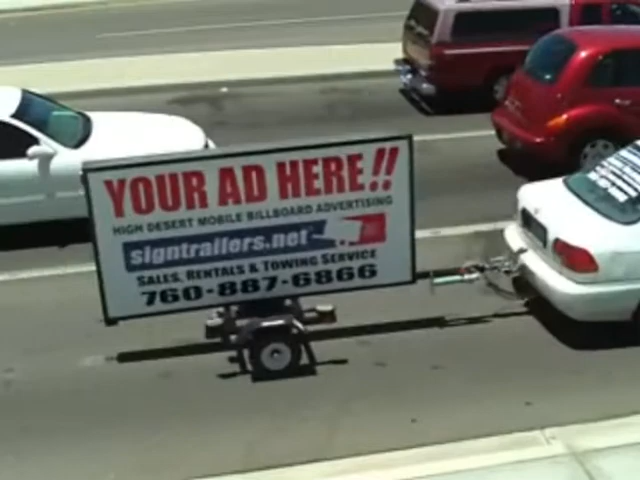 YOUR AD HERE!!
HIGH DESERT MOBILE BILLBOARD ADVERTISING
signtrailers.net
SALES, RENTALS & TOWING SERVICE
760-887-6866